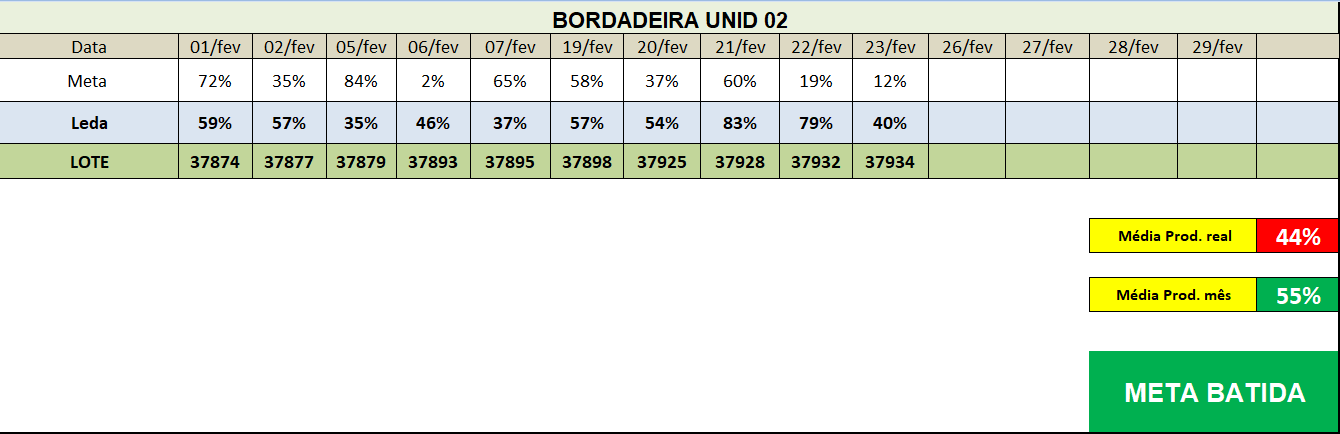 BORDADEIRA UNID 02
Data 01/fev 02/fev 05/fev 06/fev 07/fev 19/fev 20/fev 21/fev 22/fev 23/fev 26/fev 27/fev 28/fev 29/fev
Meta 72% 35% 84% 2% 65% 58% 37% 60% 19% 12%
Leda 59% 57% 35% 46% 37% 57% 54% 83% 79% 40%
LOTE 37874 37877 37879 37893 37895 37898 37925 37928 37932 37934
Média Prod. real 44%
Média Prod. mês 55%
META BATIDA